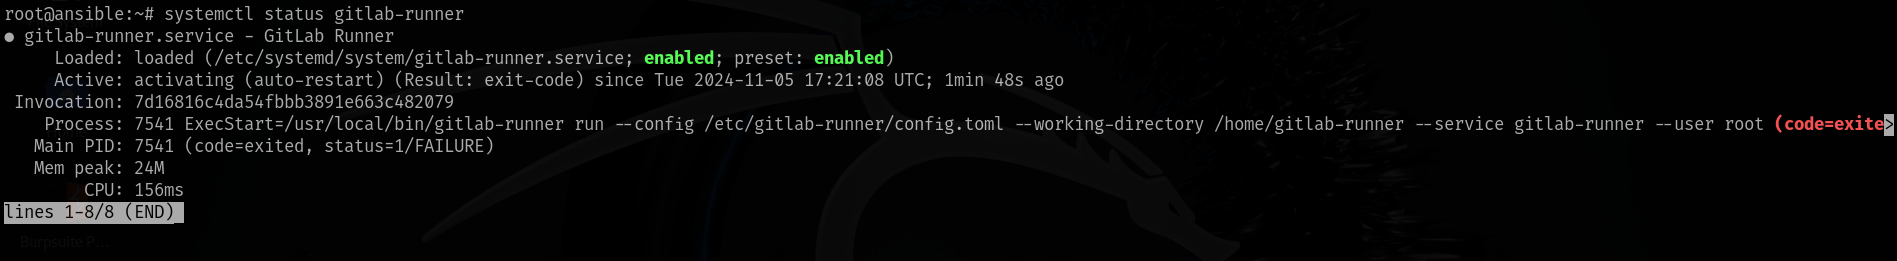 root@ansible:~# systemctl status gitlab-runner
● gitlab-runner.service - GitLab Runner
     Loaded: loaded (/etc/systemd/system/gitlab-runner.service; enabled; preset: enabled)
     Active: activating (auto-restart) (Result: exit-code) since Tue 2024-11-05 17:21:08 UTC; 1min 48s ago
 Invocation: 7d16816c4da54fbbb3891e663c482079
    Process: 7541 ExecStart=/usr/local/bin/gitlab-runner run --config /etc/gitlab-runner/config.toml --working-directory /home/gitlab-runner --service gitlab-runner --user root (code=exite>
   Main PID: 7541 (code=exited, status=1/FAILURE)
   Mem peak: 24M
        CPU: 156ms
lines 1-8/8 (END)
Burpsuite P...